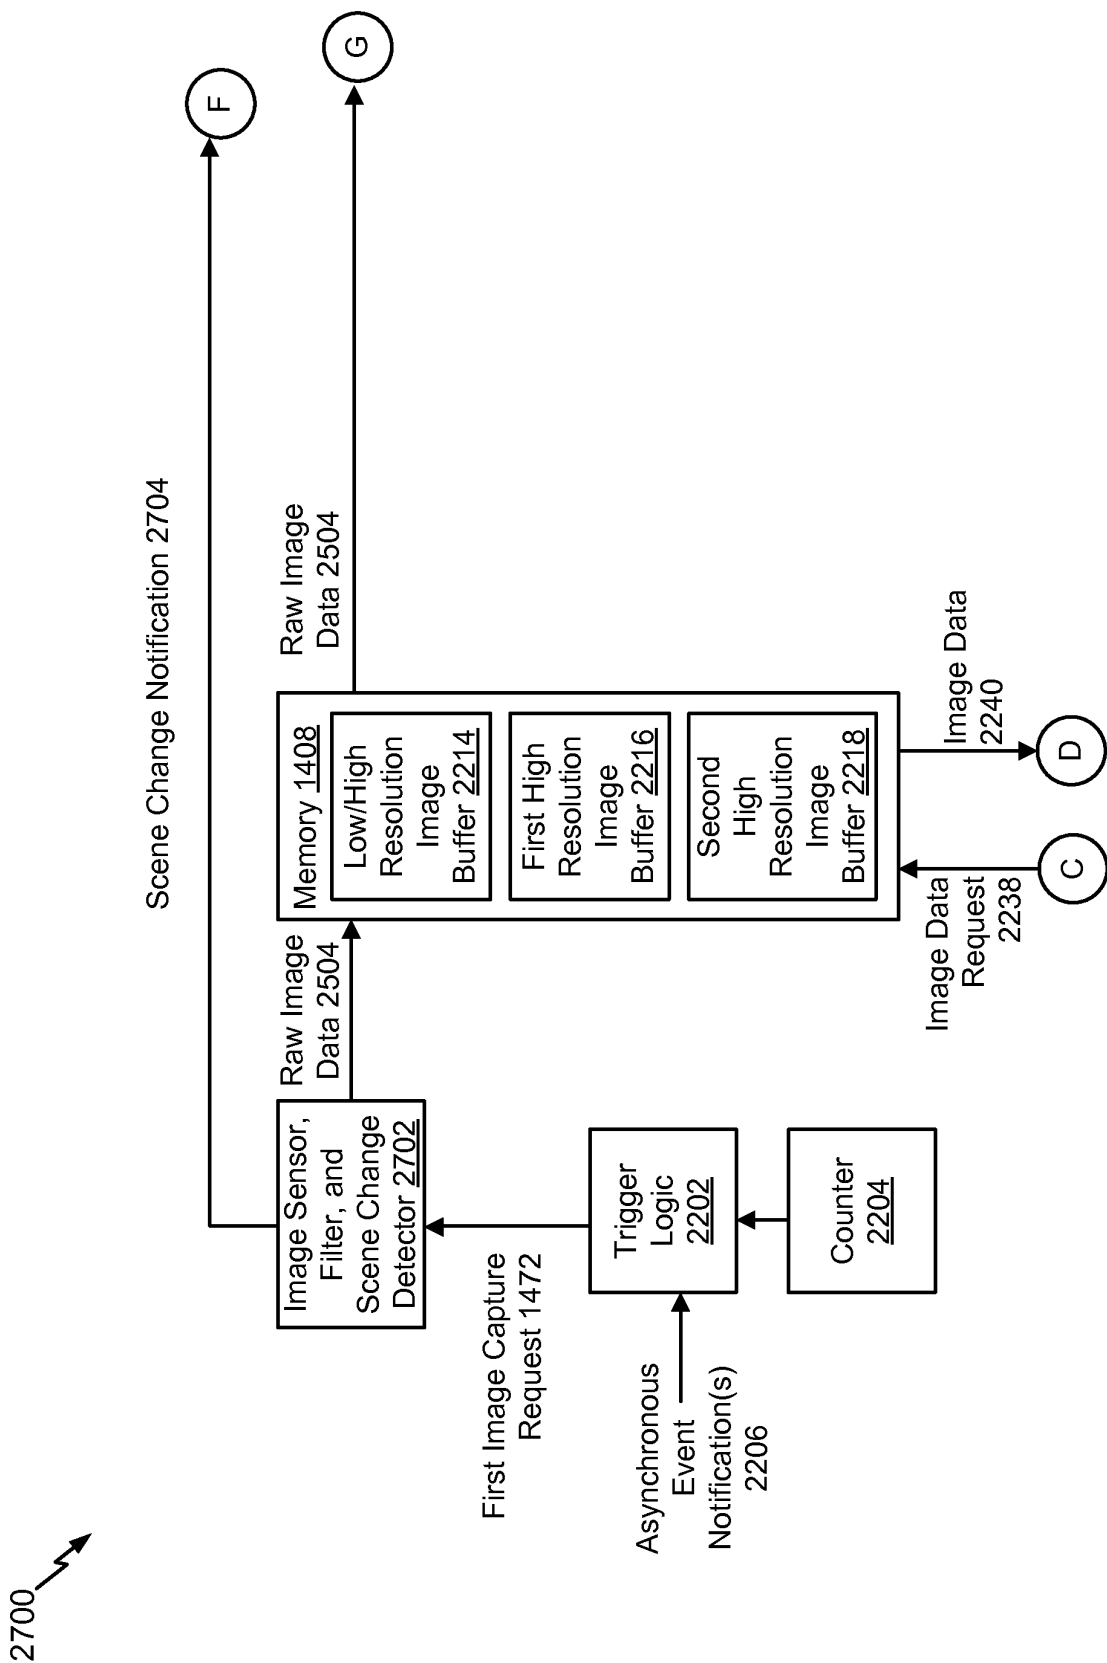 2700
Scene Change Notification 2704
F
G
Raw Image
Data 2504
Raw Image
Data 2504
Image Sensor,
Filter, and
Scene Change
Detector 2702
Memory 1408
Low/High
Resolution
Image
Buffer 2214
First High
Resolution
Image
Buffer 2216
Second
High
Resolution
Image
Buffer 2218
First Image Capture
Request 1472
Trigger
Logic
2202
Asynchronous
Event
Notification(s)
2206
Counter
2204
Image Data
Request
2238
C
Image Data
2240
D